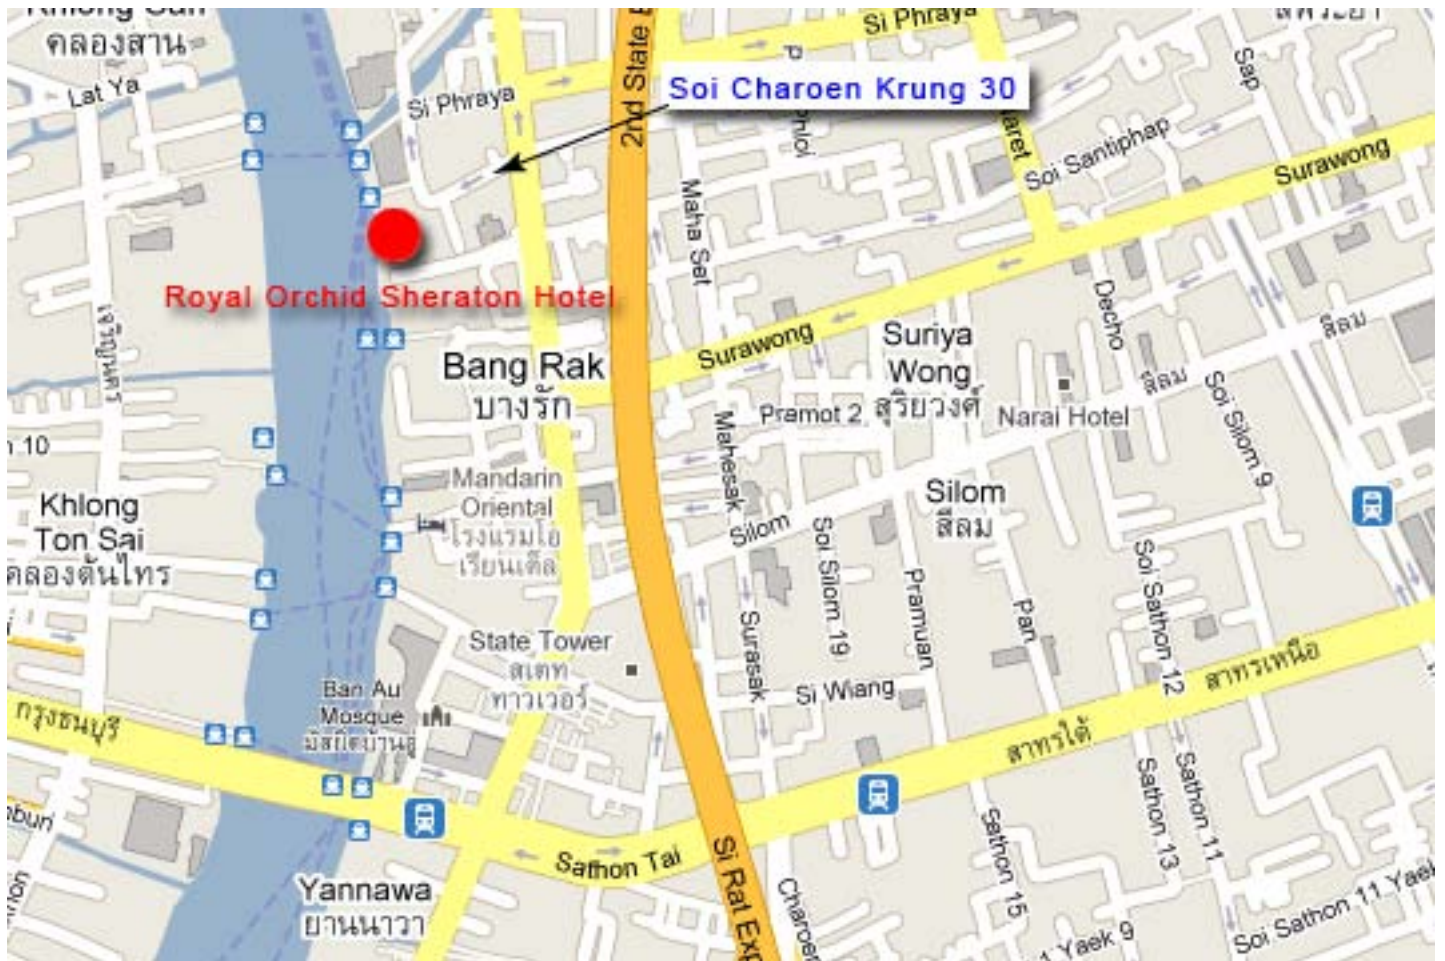 คลองสาน
Lat Ya
Si Phraya
Si Phraya
2nd State E
Soi Charoen Krung 30
Sap
Soi Santiphap
Surawong
Maha Set
Royal Orchid Sheraton Hotel
เจริญนคร
Decho
สีลม
Surawong
Suriya
Wong
สุริยวงศ์
Bang Rak
บางรัก
Pramot 2
Narai Hotel
สีลม
Soi Silom 9
Mahesak
10
Mandarin
Oriental
โรงแรมโอ
เรียนเต็ล
Khlong
Ton Sai
คลองต้นไทร
Silom
สีลม
Silom
Soi Silom 19
Pramuan
Pan
Soi Sathon 12
Surasak
State Tower
สเตท
ทาวเวอร์
Si Wiang
สาทรเหนือ
Ban Au
Mosque
มัสยิดบ้านอู่
กรุงธนบุรี
สาทรใต้
Sathon 13
Sathon 11
Sathon 15
Sathon Tai
Si Rat Exp
Charoen
Yannawa
ยานนาวา
Yaek 9
Soi Sathon 11 Yaek